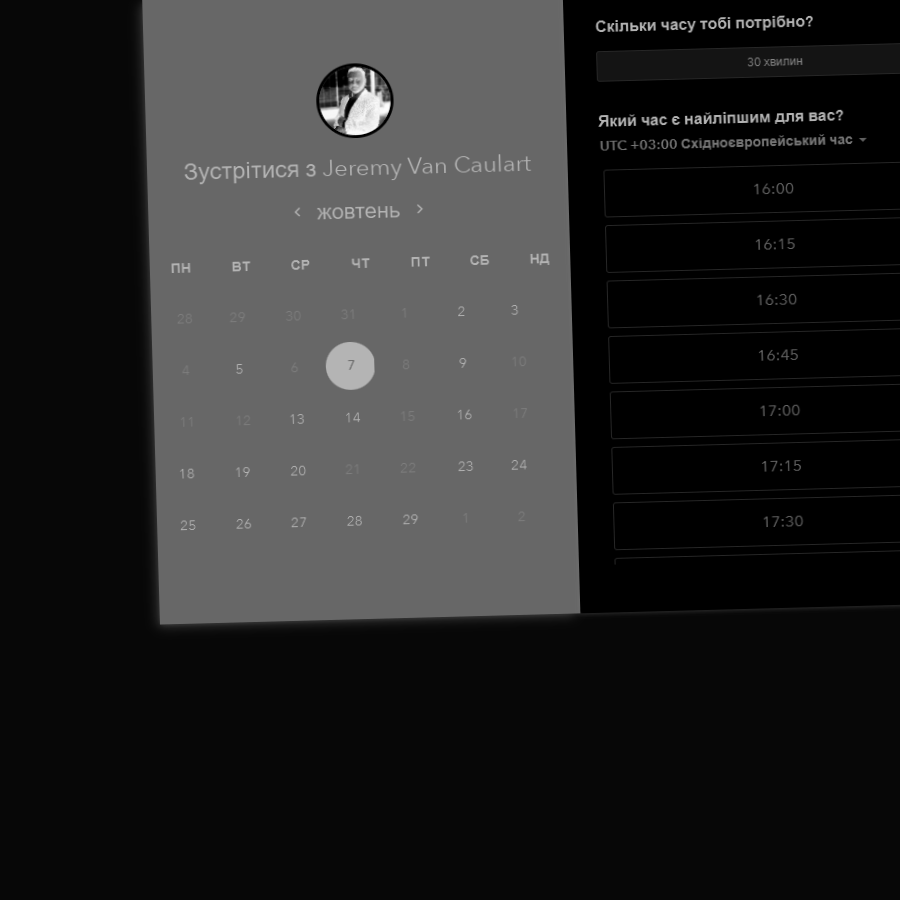 Зустрітися з Jeremy Van Caulart
‹ жовтень ›
ПН ВТ СР ЧТ ПТ СБ НД
28 29 30 31 1 2 3
4 5 6 7 8 9 10
11 12 13 14 15 16 17
18 19 20 21 22 23 24
25 26 27 28 29 1 2
Скільки часу тобі потрібно?
30 хвилин
Який час є найліпшим для вас?
UTC +03:00 Східноєвропейський час
16:00
16:15
16:30
16:45
17:00
17:15
17:30